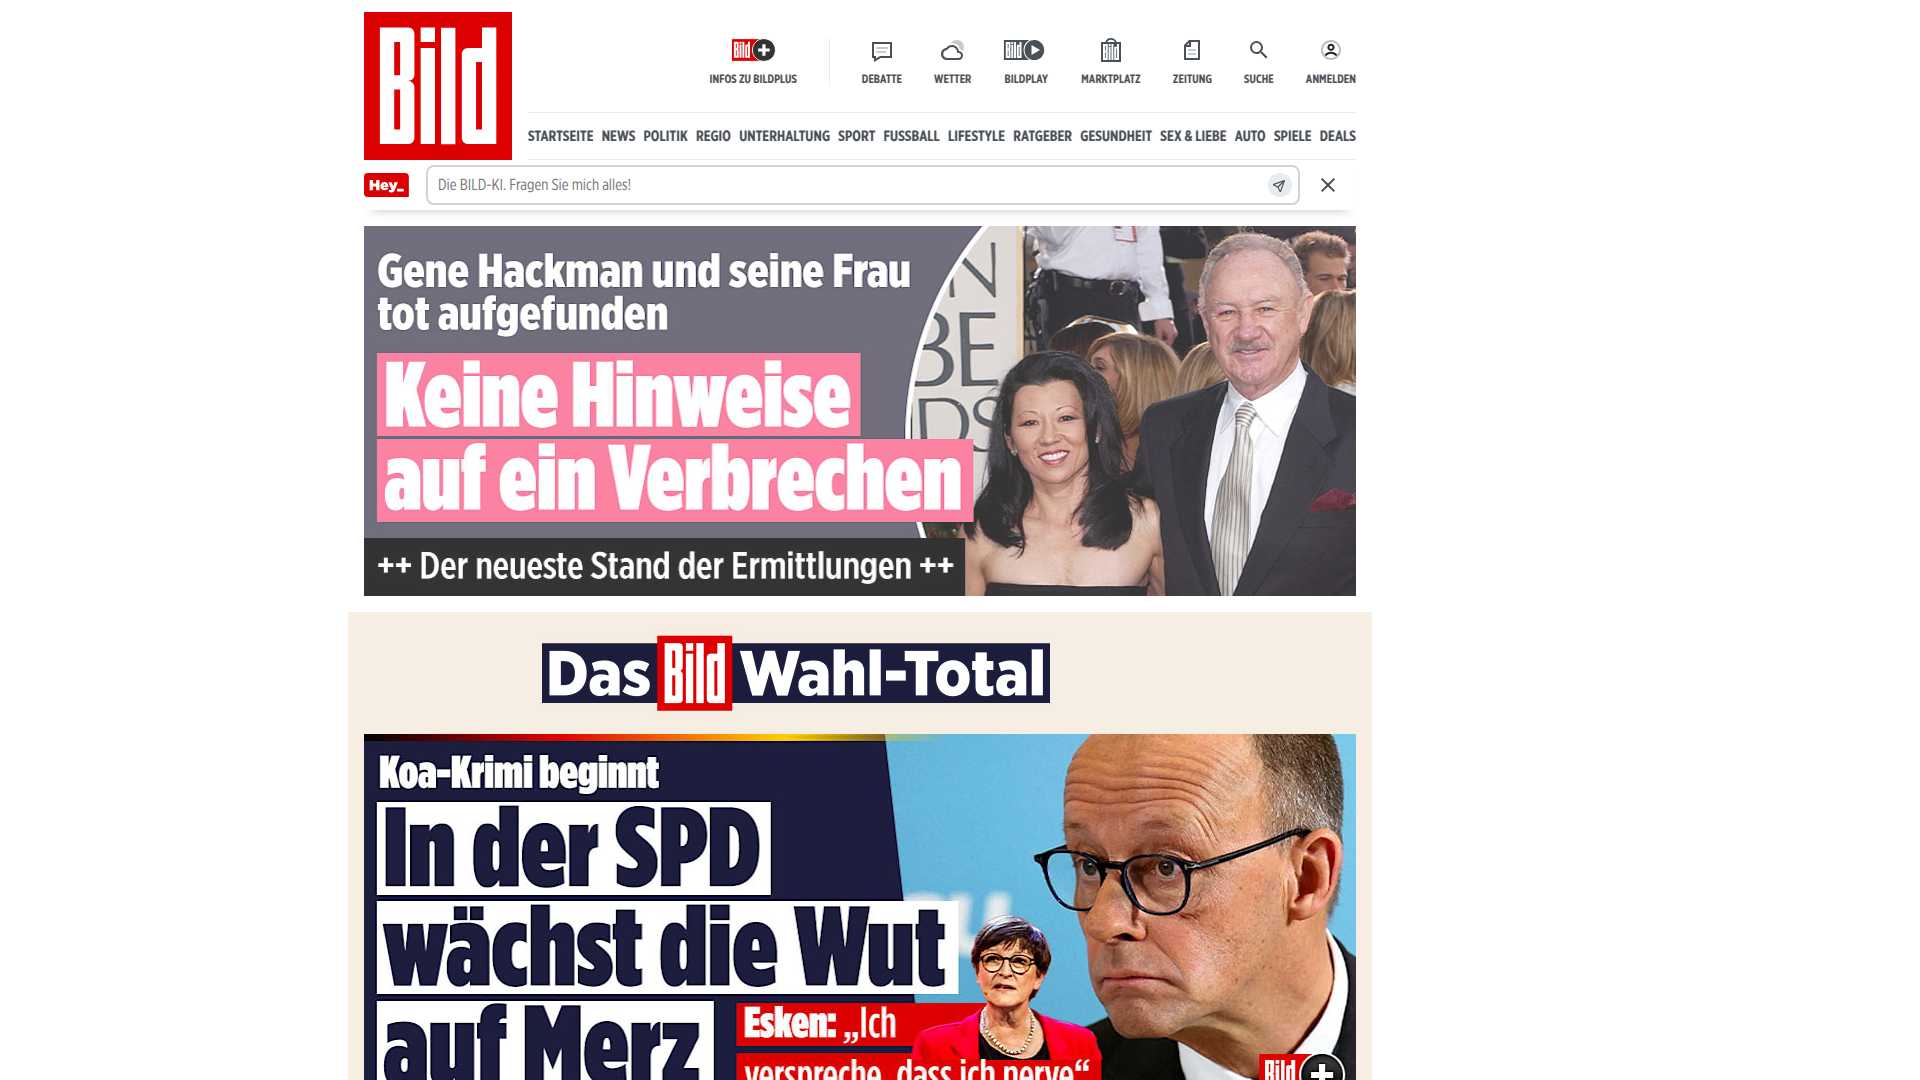 Bild
Bild
INFOS ZU BILDPLUS
DEBATTE
WETTER
Bild
BILDPLAY
Bild
MARKTPLATZ
ZEITUNG
SUCHE
ANMELDEN
STARTSEITE NEWS POLITIK REGIO UNTERHALTUNG SPORT FUSSBALL LIFESTYLE RATGEBER GESUNDHEIT SEX & LIEBE AUTO SPIELE DEALS
Hey_
Die BILD-KI. Fragen Sie mich alles!
Gene Hackman und seine Frau
tot aufgefunden
Keine Hinweise
auf ein Verbrechen
++ Der neueste Stand der Ermittlungen ++
Das Bild Wahl-Total
Koa-Krimi beginnt
In der SPD
wächst die Wut
auf Merz
Esken: „Ich
verspreche, dass ich nerve“
Bild